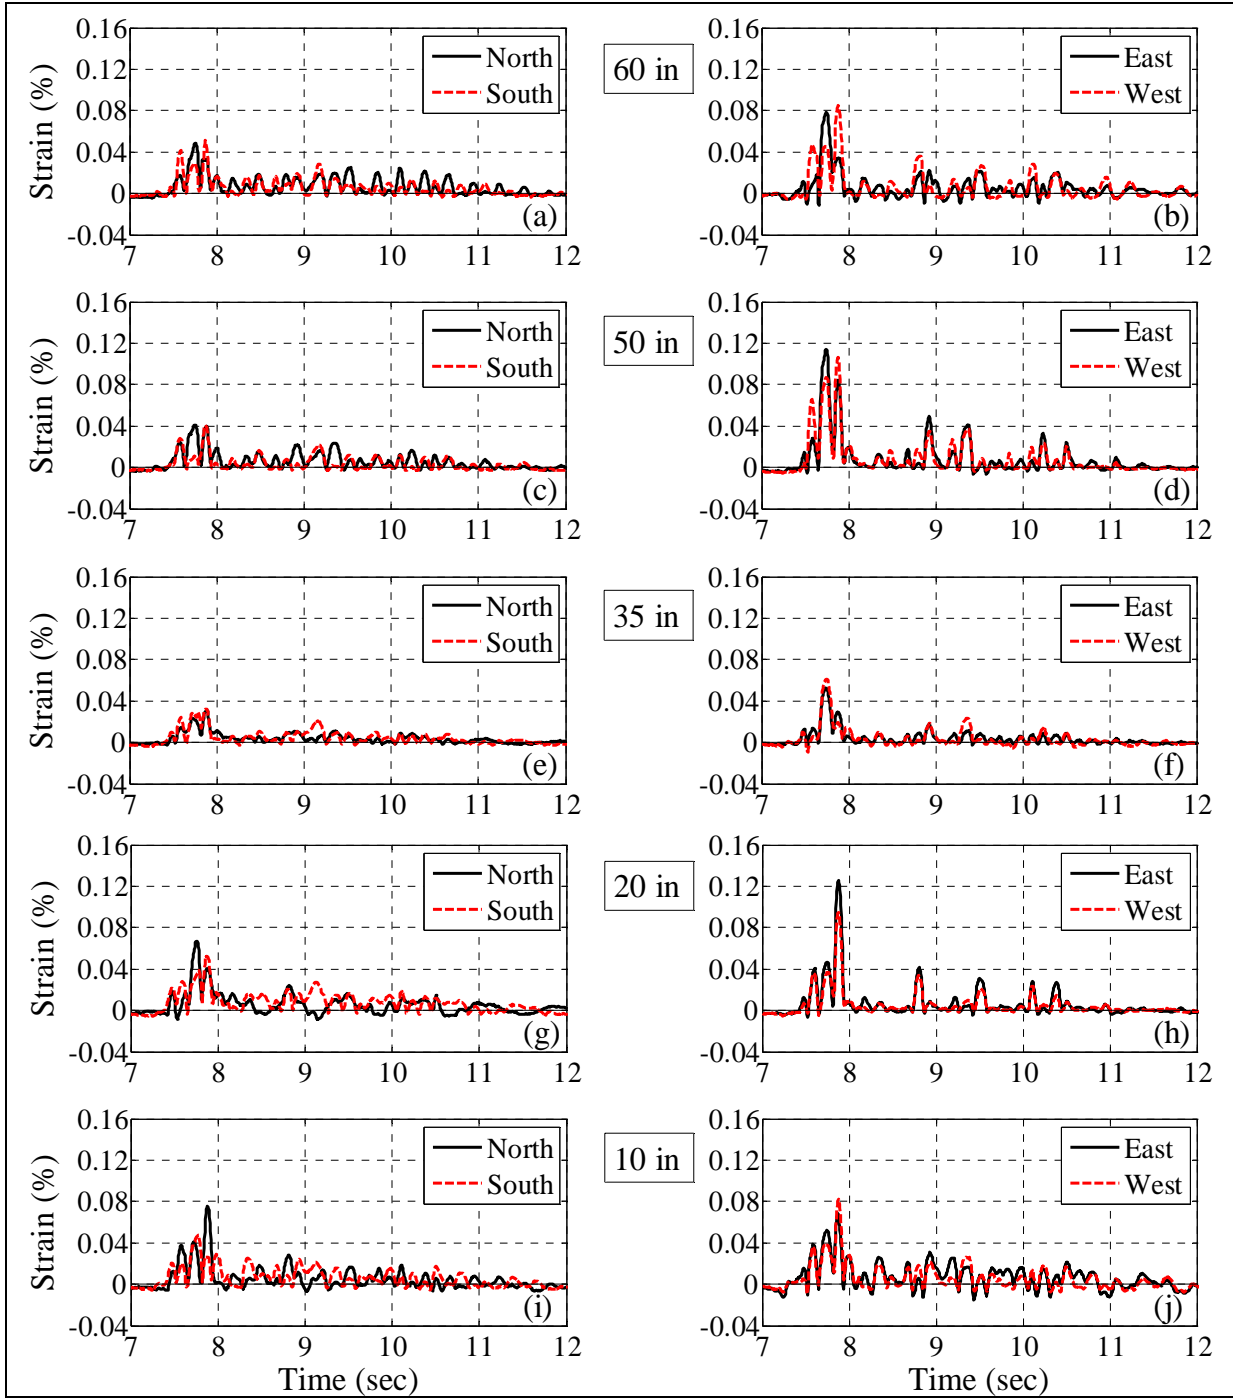 0.16
0.12
0.08
0.04
0
-0.04
Strain (%)
North
South
(a)
7 8 9 10 11 12
60 in
0.16
0.12
0.08
0.04
0
-0.04
East
West
(b)
7 8 9 10 11 12
0.16
0.12
0.08
0.04
0
-0.04
Strain (%)
North
South
(c)
7 8 9 10 11 12
50 in
0.16
0.12
0.08
0.04
0
-0.04
East
West
(d)
7 8 9 10 11 12
0.16
0.12
0.08
0.04
0
-0.04
Strain (%)
North
South
(e)
7 8 9 10 11 12
35 in
0.16
0.12
0.08
0.04
0
-0.04
East
West
(f)
7 8 9 10 11 12
0.16
0.12
0.08
0.04
0
-0.04
Strain (%)
North
South
(g)
7 8 9 10 11 12
20 in
0.16
0.12
0.08
0.04
0
-0.04
East
West
(h)
7 8 9 10 11 12
0.16
0.12
0.08
0.04
0
-0.04
Strain (%)
North
South
(i)
7 8 9 10 11 12
Time (sec)
10 in
0.16
0.12
0.08
0.04
0
-0.04
East
West
(j)
7 8 9 10 11 12
Time (sec)